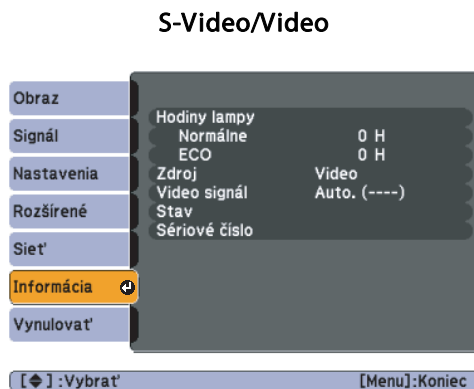 S-Video/Video
Obraz
Signál
Nastavenia
Rozšírené
Sieť
Informácia
Vynulovať
Hodiny lampy
Normálne 0 H
ECO 0 H
Zdroj Video
Video signál Auto. (----)
Stav
Sériové číslo
[◆] :Vybrať [Menu]:Koniec